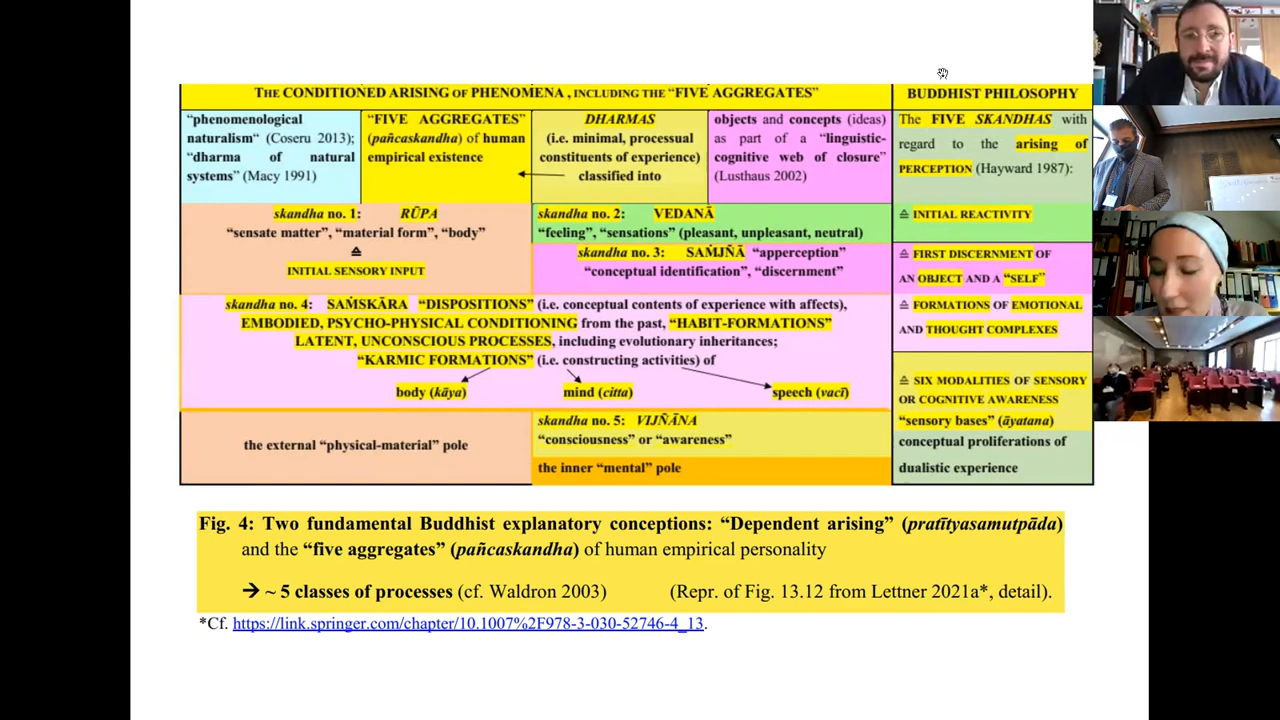 THE CONDITIONED ARISING OF PHENOMENA, INCLUDING THE “FIVE AGGREGATES”
BUDDHIST PHILOSOPHY
“phenomenological
naturalism“ (Coseru 2013);
“dharma of natural
systems” (Macy 1991)
“FIVE AGGREGATES”
(pañcaskandha) of human
empirical existence
DHARMAS
(i.e. minimal, processual
constituents of experience)
classified into
objects and concepts (ideas)
as part of a “linguistic-
cognitive web of closure”
(Lusthaus 2002)
The FIVE SKANDHAS with
regard to the arising of
PERCEPTION (Hayward 1987):
skandha no. 1: RŪPA
“sensate matter”, “material form”, “body”
≙
INITIAL SENSORY INPUT
skandha no. 2: VEDANĀ
“feeling”, “sensations” (pleasant, unpleasant, neutral)
≙ INITIAL REACTIVITY
skandha no. 3: SAṀJÑĀ “apperception”
“conceptual identification”, “discernment”
≙ FIRST DISCERNMENT OF
AN OBJECT AND A “SELF”
skandha no. 4: SAṀSKĀRA “DISPOSITIONS” (i.e. conceptual contents of experience with affects),
EMBODIED, PSYCHO-PHYSICAL CONDITIONING from the past, “HABIT-FORMATIONS”
LATENT, UNCONSCIOUS PROCESSES, including evolutionary inheritances;
“KARMIC FORMATIONS” (i.e. constructing activities) of
body (kāya) mind (citta) speech (vacī)
≙ FORMATIONS OF EMOTIONAL
AND THOUGHT COMPLEXES
the external “physical-material” pole
skandha no. 5: VIJÑĀNA
“consciousness” or “awareness”
the inner “mental” pole
≙ SIX MODALITIES OF SENSORY
OR COGNITIVE AWARENESS
“sensory bases” (āyatana)
conceptual proliferations of
dualistic experience
Fig. 4: Two fundamental Buddhist explanatory conceptions: “Dependent arising” (pratītyasamutpāda)
and the “five aggregates” (pañcaskandha) of human empirical personality
➔ ~ 5 classes of processes (cf. Waldron 2003) (Repr. of Fig. 13.12 from Lettner 2021a*, detail).
*Cf. https://link.springer.com/chapter/10.1007%2F978-3-030-52746-4_13.